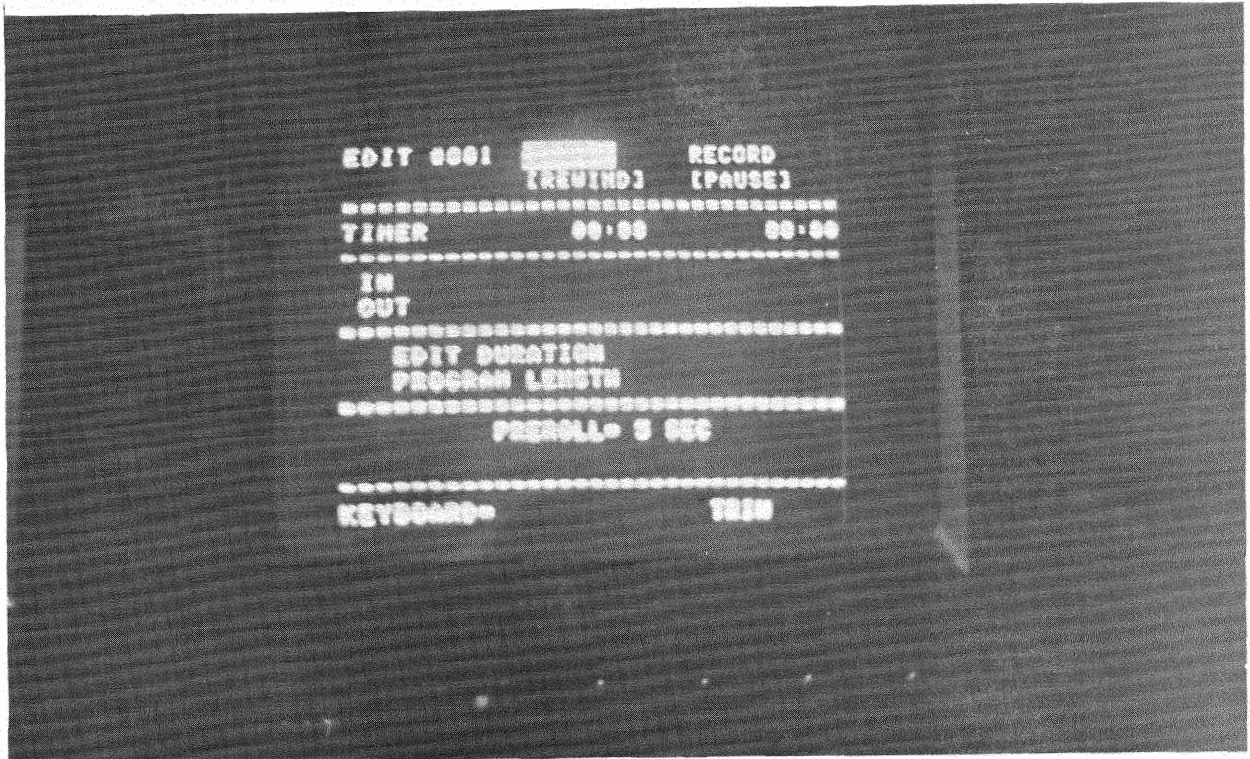 EDIT 0001 RECORD
[REWIND] [PAUSE]
TIMER 00:00 00:00
IN
OUT
EDIT DURATION
PROGRAM LENGTH
PREROLL= 5 SEC
KEYBOARD= TRIM